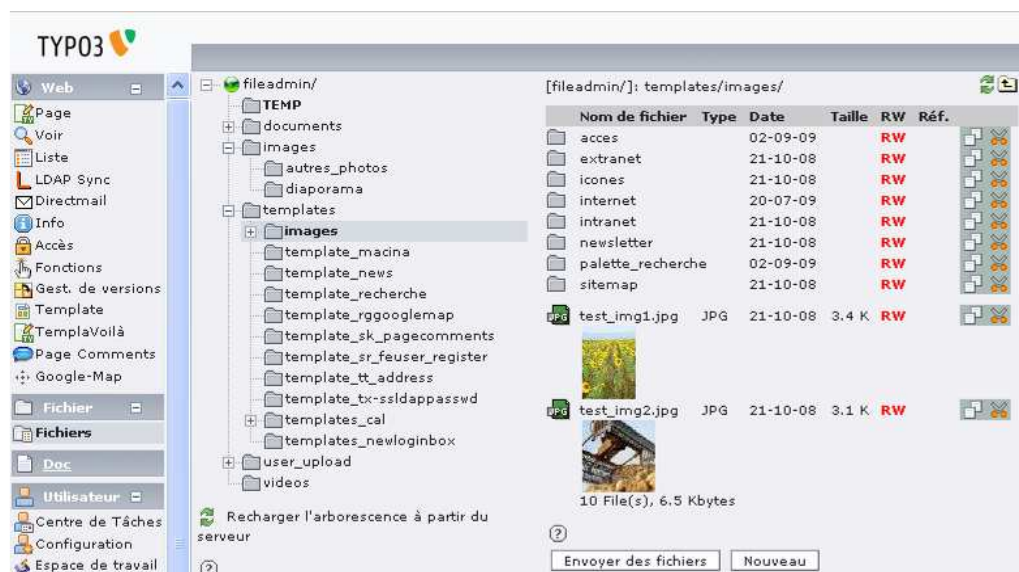 TYPO3
Web
Page
Voir
Liste
LDAP Sync
Directmail
Info
Accès
Fonctions
Gest. de versions
Template
TemplaVoilà
Page Comments
Google-Map
Fichier
Fichiers
Doc
Utilisateur
Centre de Tâches
Configuration
Espace de travail
fileadmin/
TEMP
documents
images
autres_photos
diaporama
templates
images
template_macina
template_news
template_recherche
template_rggooglemap
template_sk_pagecomments
template_sr_feuser_register
template_tt_address
template_tx-ssldappasswd
templates_cal
templates_newloginbox
user_upload
videos
Recharger l'arborescence à partir du
serveur
[fileadmin/]: templates/images/
Nom de fichier Type Date Taille RW Réf.
acces 02-09-09 RW
extranet 21-10-08 RW
icones 21-10-08 RW
internet 20-07-09 RW
intranet 21-10-08 RW
newsletter 21-10-08 RW
palette_recherche 02-09-09 RW
sitemap 21-10-08 RW
JPG test_img1.jpg JPG 21-10-08 3.4 K RW
JPG test_img2.jpg JPG 21-10-08 3.1 K RW
10 File(s), 6.5 Kbytes
Envoyer des fichiers Nouveau